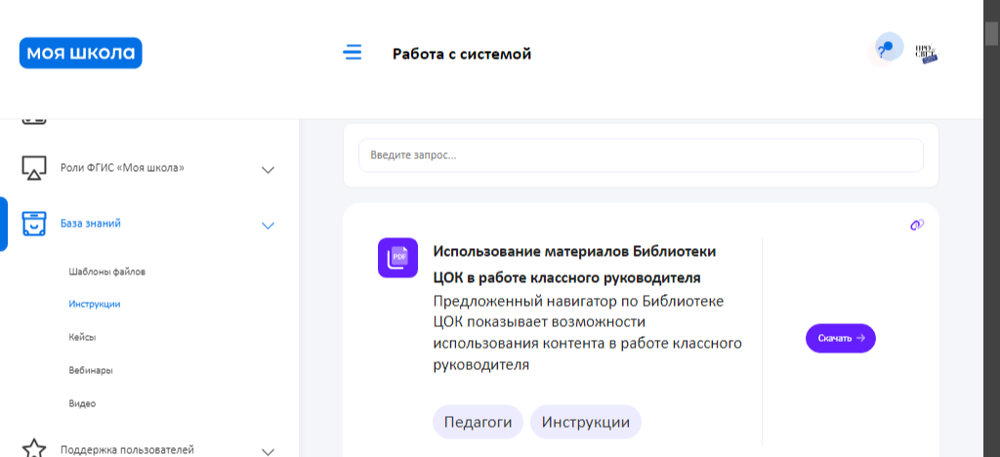 моя школа
Работа с системой
?
Роли ФГИС «Моя школа»
База знаний
Шаблоны файлов
Инструкции
Кейсы
Вебинары
Видео
Поддержка пользователей
Введите запрос...
PDF
Использование материалов Библиотеки
ЦОК в работе классного руководителя
Предложенный навигатор по Библиотеке
ЦОК показывает возможности
использования контента в работе классного
руководителя
Скачать
Педагоги
Инструкции